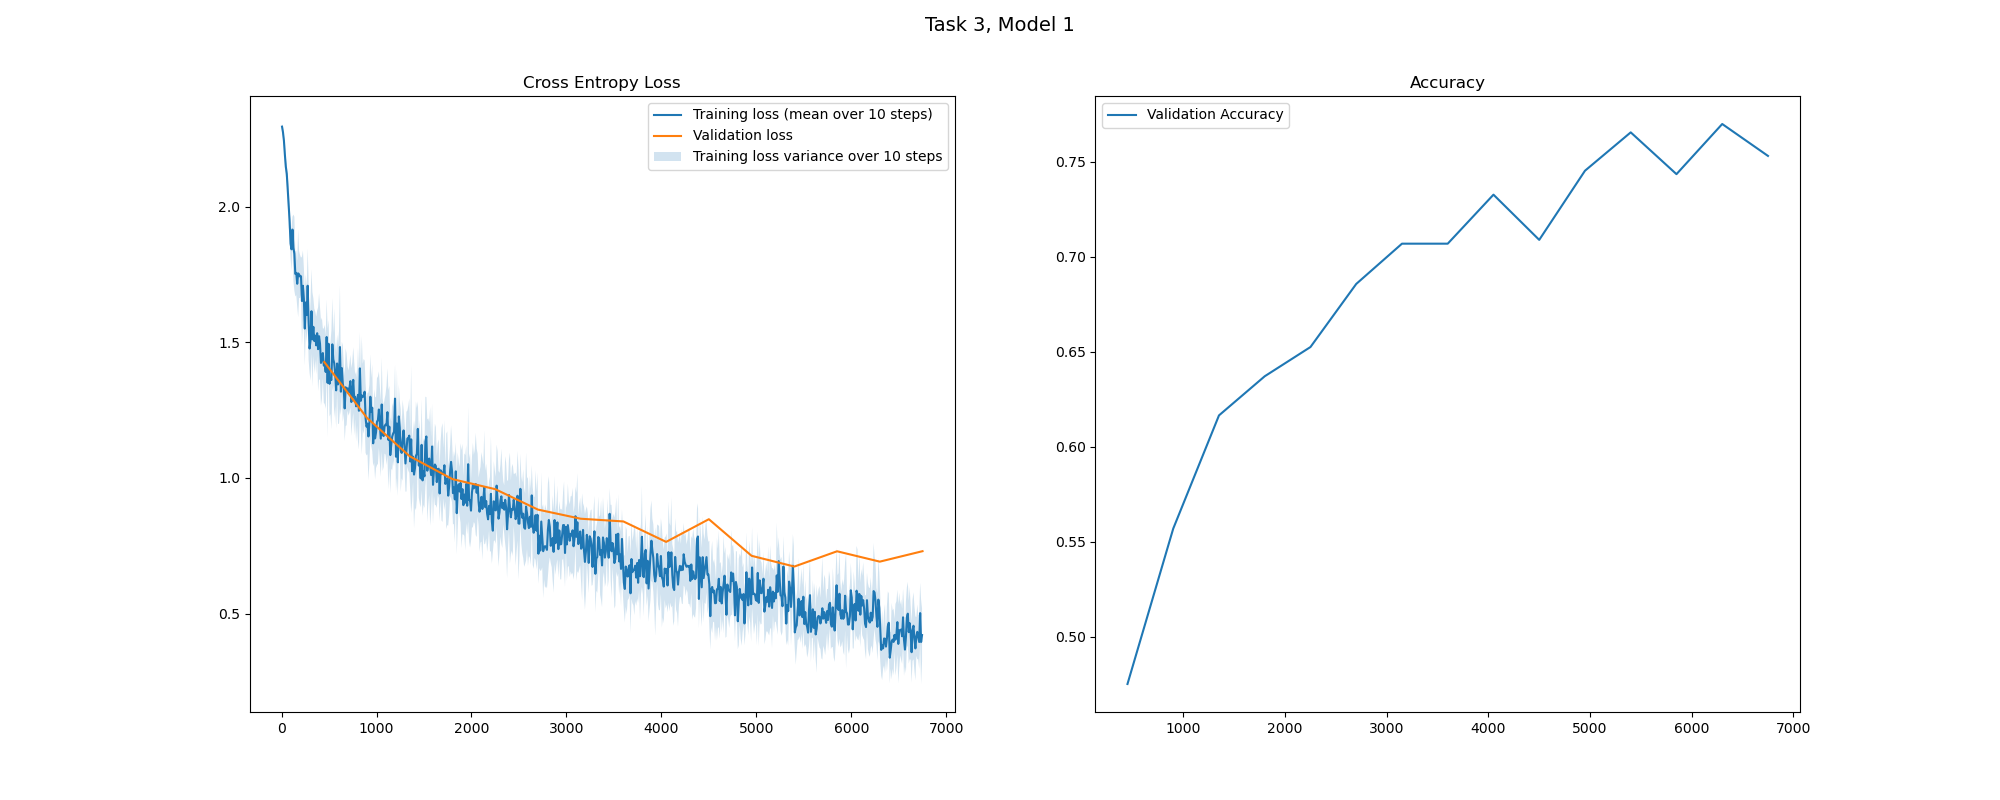 Task 3, Model 1
Cross Entropy Loss
Training loss (mean over 10 steps)
Validation loss
Training loss variance over 10 steps
2.0
1.5
1.0
0.5
0 1000 2000 3000 4000 5000 6000 7000
Accuracy
Validation Accuracy
0.75
0.70
0.65
0.60
0.55
0.50
1000 2000 3000 4000 5000 6000 7000